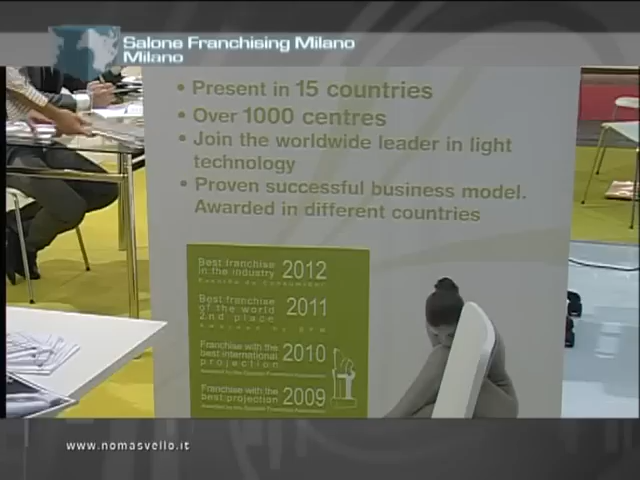 Salone Franchising Milano
Milano
• Present in 15 countries
• Over 1000 centres
• Join the worldwide leader in light
technology
• Proven successful business model.
Awarded in different countries
Best franchise
in the industry 2012
Best franchise
of the world
2nd place 2011
Franchise with the
best international
projection 2010
Franchise with the
best projection 2009
www.nomasvello.it